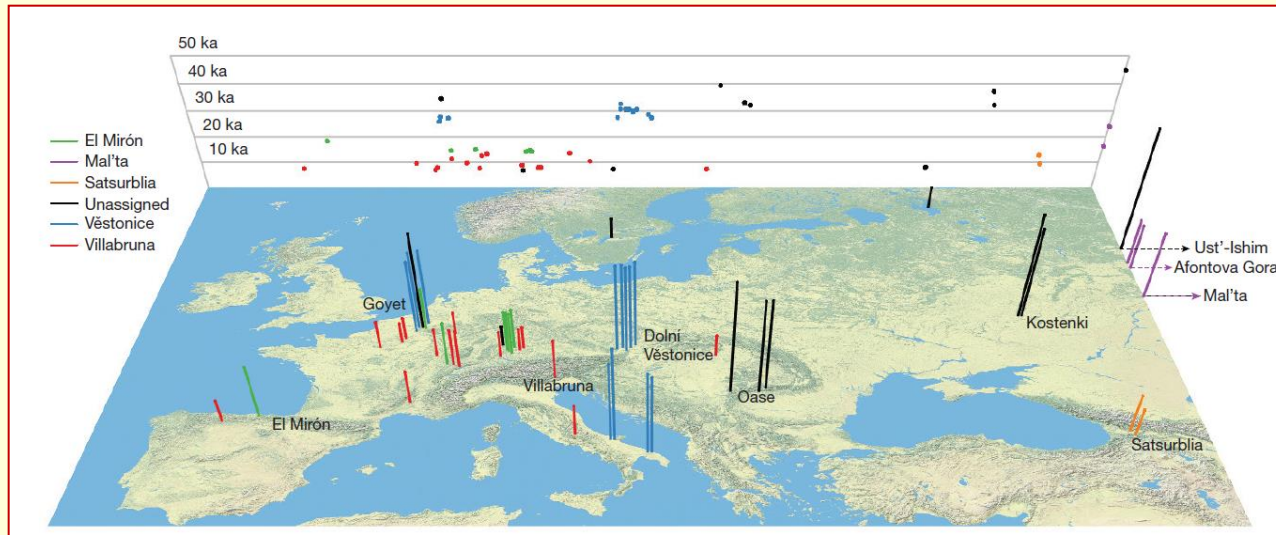 50 ka
40 ka
30 ka
20 ka
10 ka
El Mirón
Mal'ta
Satsurblia
Unassigned
Věstonice
Villabruna
Goyet
Ust'-Ishim
Afontova Gora
Mal'ta
Kostenki
Dolní
Věstonice
Villabruna
Oase
El Mirón
Satsurblia